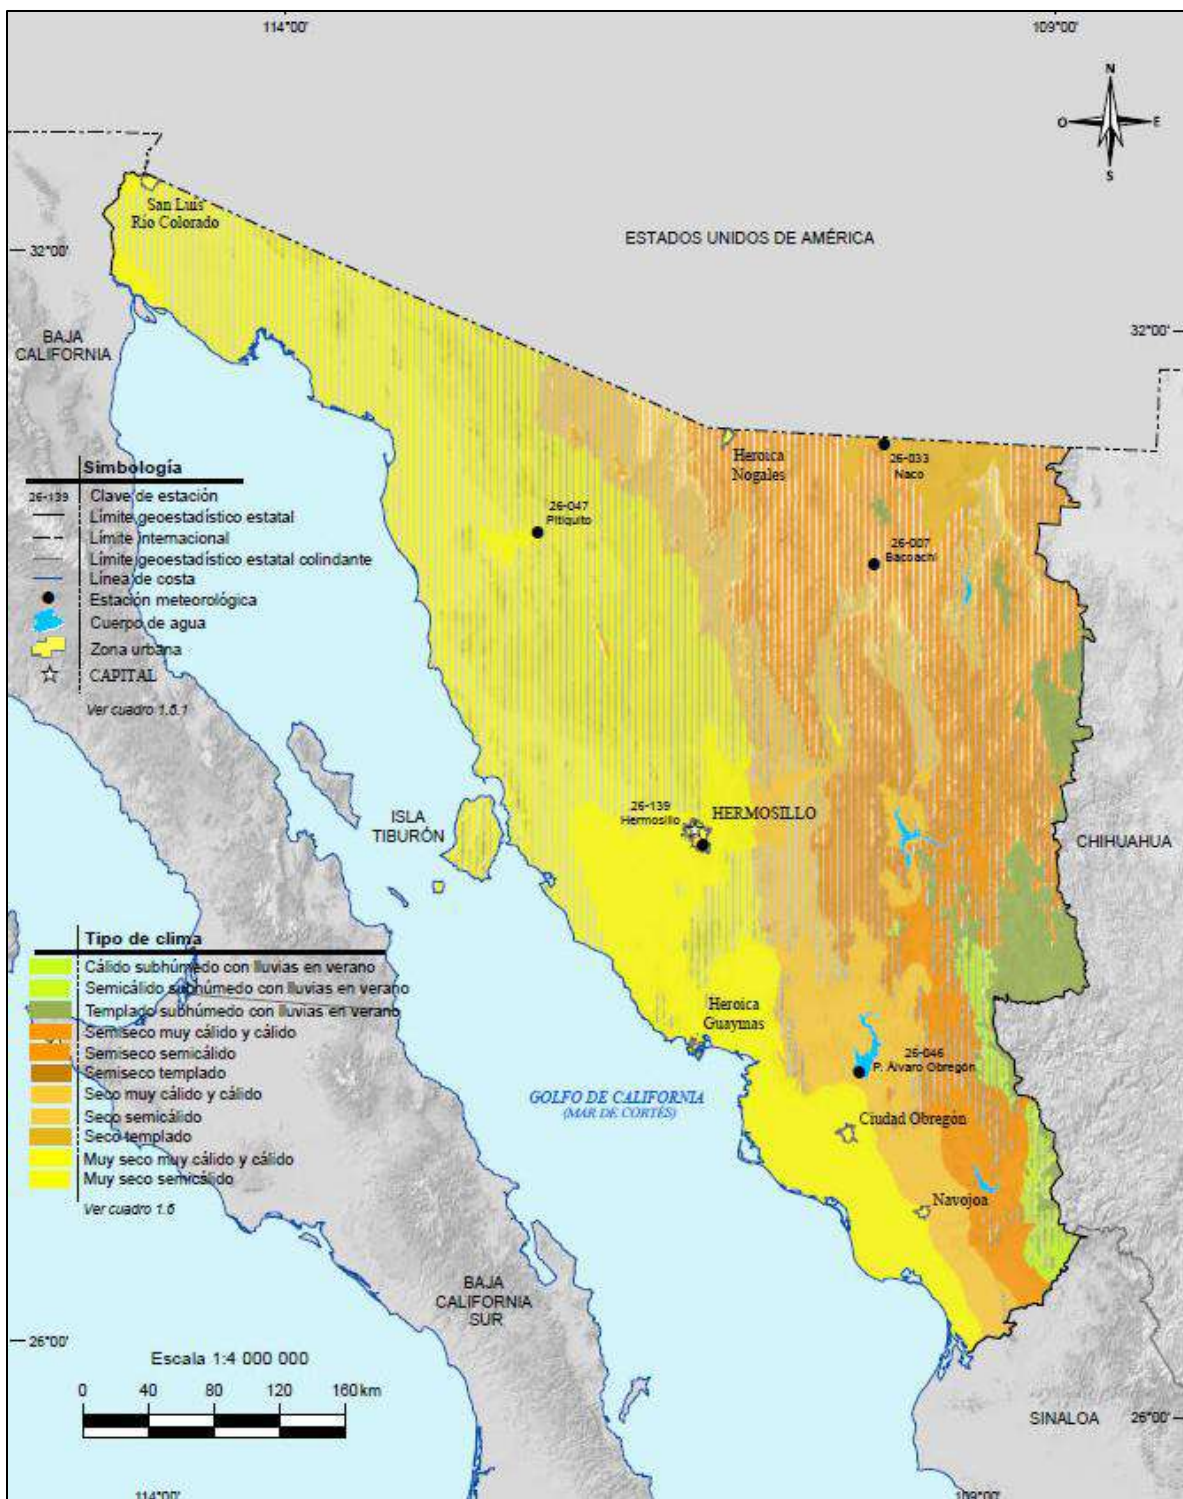 114°00'
109°00'
N
O
E
S
San Luis
Río Colorado
32°00'
ESTADOS UNIDOS DE AMÉRICA
32°00'
BAJA
CALIFORNIA
Heroica
Nogales
26-033
Naco
26-047
Pitiquito
26-007
Bacoachi
Simbología
26-139
Clave de estación
Límite geoestadístico estatal
Límite internacional
Límite geoestadístico estatal colindante
Línea de costa
Estación meteorológica
Cuerpo de agua
Zona urbana
CAPITAL
Ver cuadro 1.6.1
ISLA
TIBURÓN
26-139
Hermosillo
HERMOSILLO
CHIHUAHUA
Tipo de clima
Cálido subhúmedo con lluvias en verano
Semicálido subhúmedo con lluvias en verano
Templado subhúmedo con lluvias en verano
Semiseco muy cálido y cálido
Semiseco semicálido
Semiseco templado
Seco muy cálido y cálido
Seco semicálido
Seco templado
Muy seco muy cálido y cálido
Muy seco semicálido
Ver cuadro 1.6
Heroica
Guaymas
26-046
P. Álvaro Obregón
GOLFO DE CALIFORNIA
(MAR DE CORTÉS)
Ciudad Obregón
Navojoa
BAJA
CALIFORNIA
SUR
26°00'
Escala 1:4 000 000
0 40 80 120 160 km
SINALOA
26°00'
114°00'
109°00'